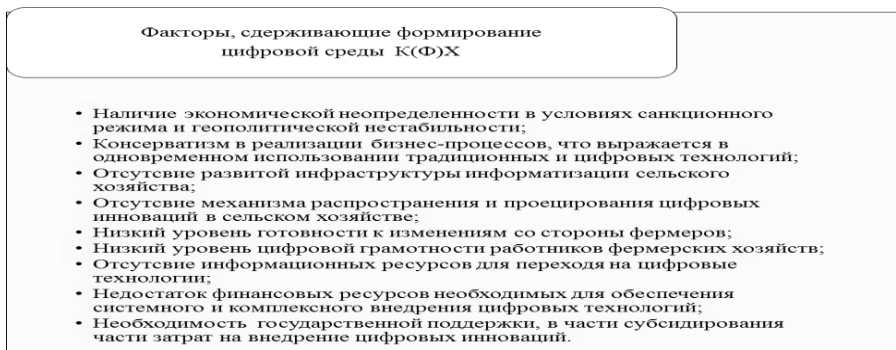 Факторы, сдерживающие формирование
цифровой среды К(Ф)Х
• Наличие экономической неопределенности в условиях санкционного
режима и геополитической нестабильности;
• Консерватизм в реализации бизнес-процессов, что выражается в
одновременном использовании традиционных и цифровых технологий;
• Отсутсвие развитой инфраструктуры информатизации сельского
хозяйства;
• Отсутсвие механизма распространения и проецирования цифровых
инноваций в сельском хозяйстве;
• Низкий уровень готовности к изменениям со стороны фермеров;
• Низкий уровень цифровой грамотности работников фермерских хозяйств;
• Отсутсвие информационных ресурсов для переходя на цифровые
технологии;
• Недостаток финансовых ресурсов необходимых для обеспечения
системного и комплексного внедрения цифровых технологий;
• Необходимость государственной поддержки, в части субсидирования
части затрат на внедрение цифровых инноваций.